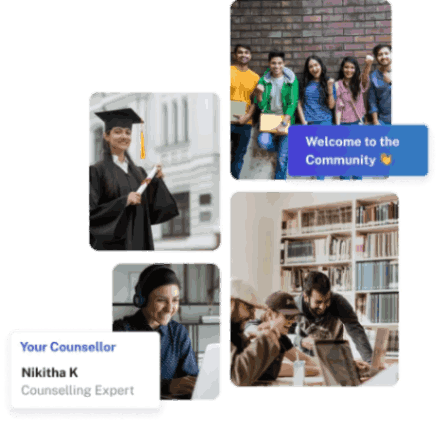 Welcome to the
Community 👏
Your Counsellor
Nikitha K
Counselling Expert